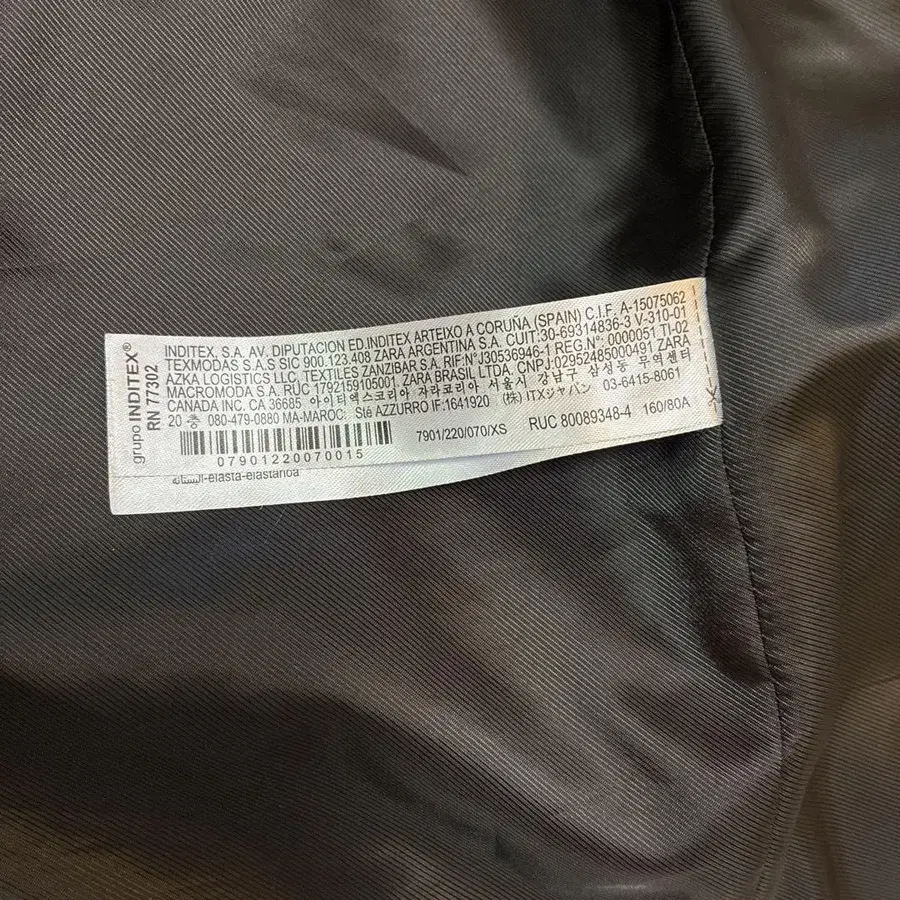 grupo INDITEX®
RN 77302
INDITEX, S.A. AV. DIPUTACION ED.INDITEX ARTEIXO A CORUÑA (SPAIN) C.I.F. A-15075062
TEXMODAS S.A.S SIC 900.123.408 ZARA ARGENTINA S.A. CUIT:30-69314836-3 V-310-01
AZKA LOGISTICS LLC, TEXTILES ZANZIBAR S.A. RIF:N°J30536946-1 REG.N°: 0000051 TI-02
MACROMODA S.A. RUC 1792159105001. ZARA BRASIL LTDA. CNPJ.02952485000491 ZARA
CANADA INC. CA 36685 아이티엑스코리아 자라코리아 서울시 강남구 삼성동 무역센터
20 층 080-479-0880 MA-MAROC: Sté AZZURRO IF:1641920 (株) ITXジャパン 03-6415-8061
7901/220/070/XS RUC 80089348-4 160/80A
07901220070015
البستانه-elasta-elastanoa